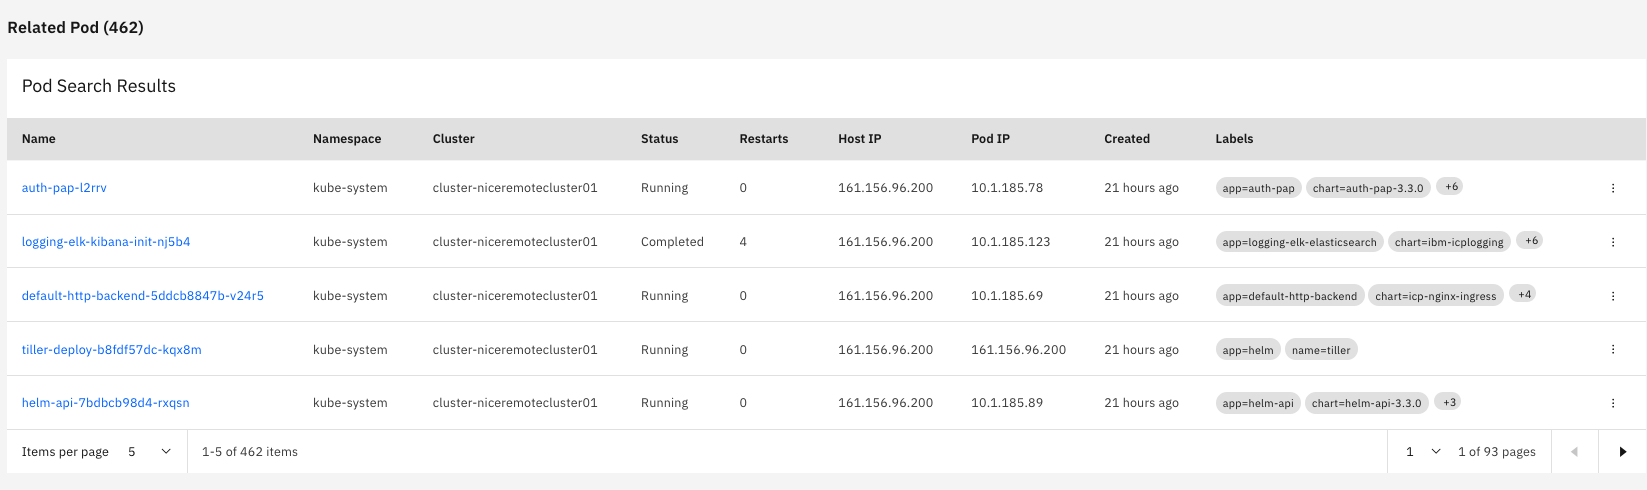 Related Pod (462)
Pod Search Results
Name Namespace Cluster Status Restarts Host IP Pod IP Created Labels
auth-pap-l2rrv kube-system cluster-niceremotecluster01 Running 0 161.156.96.200 10.1.185.78 21 hours ago app=auth-pap chart=auth-pap-3.3.0 +6
logging-elk-kibana-init-nj5b4 kube-system cluster-niceremotecluster01 Completed 4 161.156.96.200 10.1.185.123 21 hours ago app=logging-elk-elasticsearch chart=ibm-icplogging +6
default-http-backend-5ddcb8847b-v24r5 kube-system cluster-niceremotecluster01 Running 0 161.156.96.200 10.1.185.69 21 hours ago app=default-http-backend chart=icp-nginx-ingress +4
tiller-deploy-b8fdf57dc-kqx8m kube-system cluster-niceremotecluster01 Running 0 161.156.96.200 161.156.96.200 21 hours ago app=helm name=tiller
helm-api-7bdbcb98d4-rxqsn kube-system cluster-niceremotecluster01 Running 0 161.156.96.200 10.1.185.89 21 hours ago app=helm-api chart=helm-api-3.3.0 +3
Items per page 5 1-5 of 462 items 1 1 of 93 pages